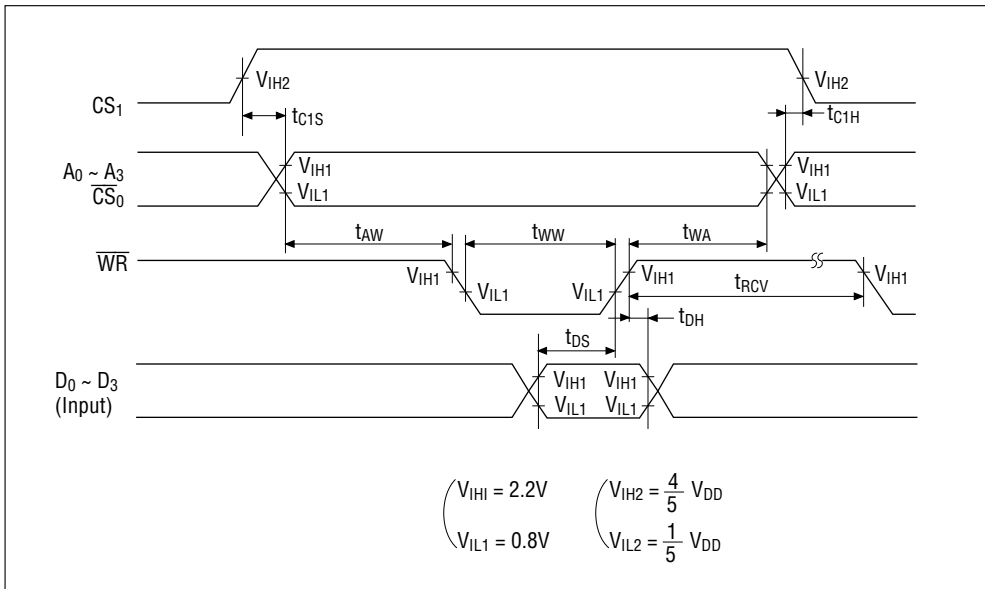 CS1
VIH2
VIH2
tC1S
tC1H
A0 ~ A3
CS0
VIH1
VIL1
VIH1
VIL1
tAW
tWW
tWA
WR
VIH1
VIL1
VIL1
VIH1
VIH1
tRCV
tDH
tDS
D0 ~ D3
(Input)
VIH1
VIH1
VIL1
VIL1
VIHI = 2.2V
VIH2 = 4/5 VDD
VIL1 = 0.8V
VIL2 = 1/5 VDD